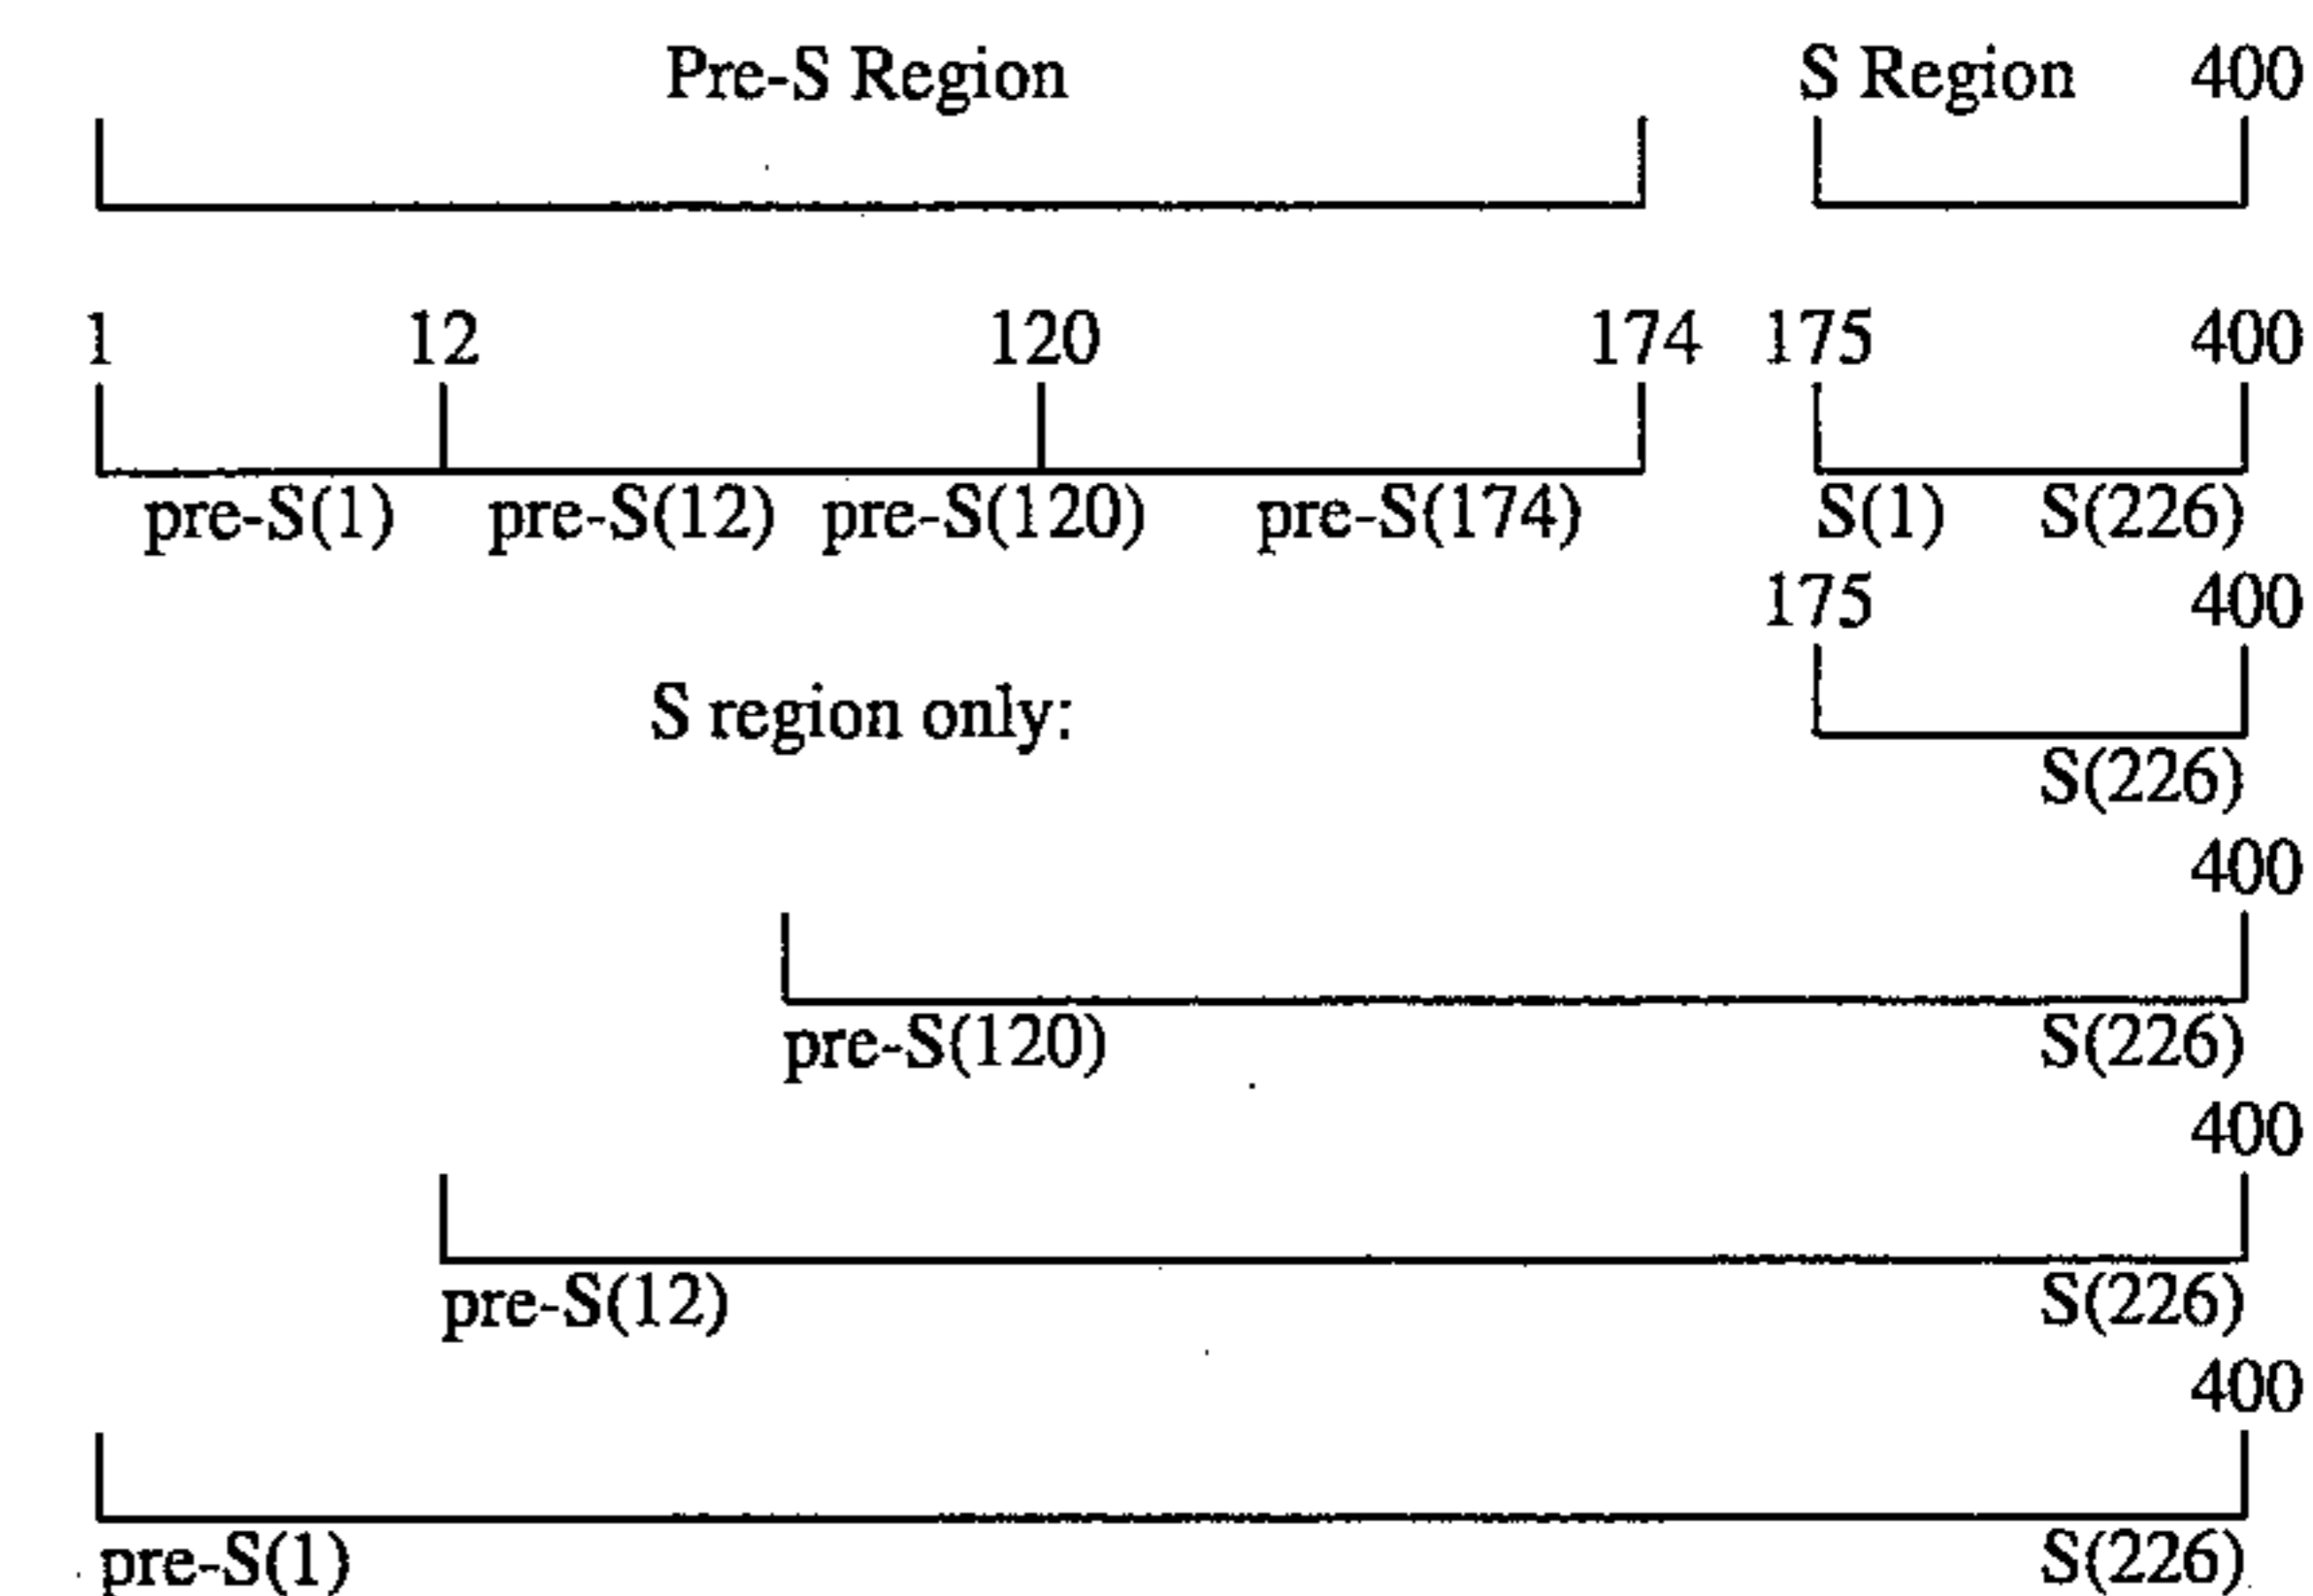 Pre-S Region S Region 400
1 12 120 174 175 400
pre-S(1) pre-S(12) pre-S(120) pre-S(174) S(1) S(226)
175 400
S region only:
S(226)
400
pre-S(120) S(226)
400
pre-S(12) S(226)
400
pre-S(1) S(226)